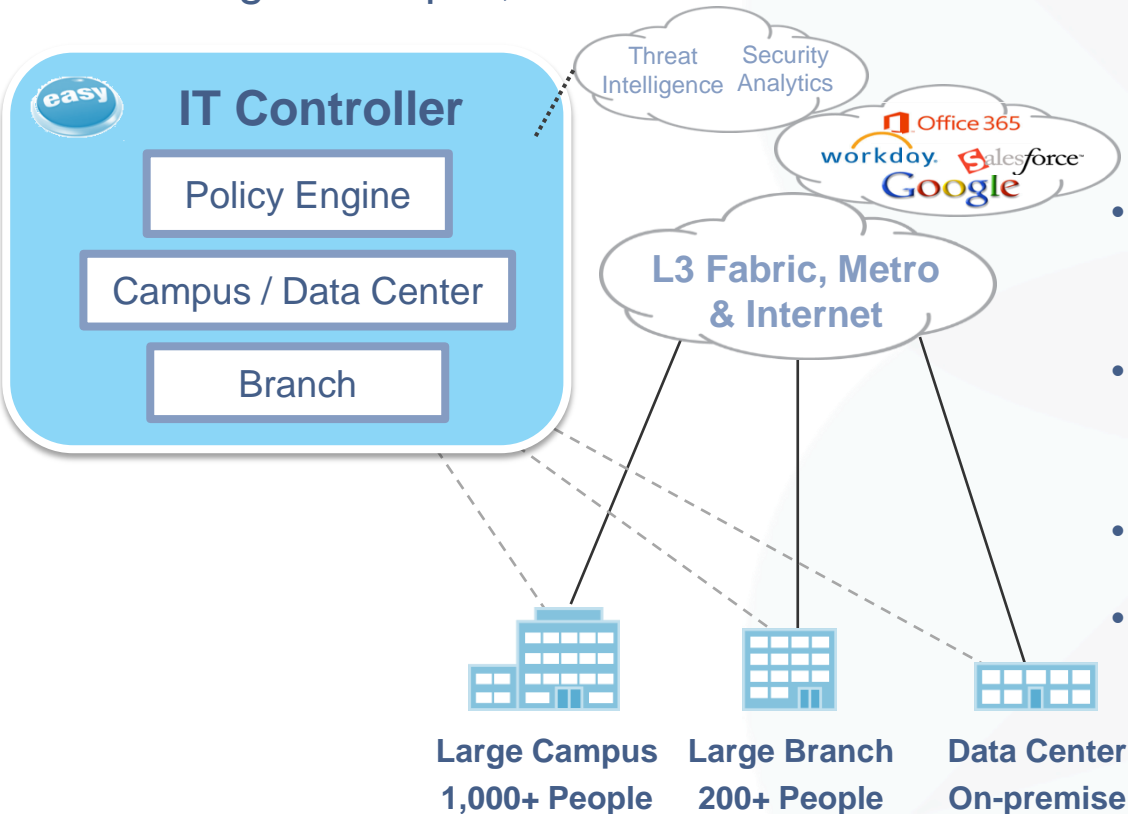 easy
IT Controller
Policy Engine
Campus / Data Center
Branch
Threat
Intelligence
Security
Analytics
Office 365
workday.
Salesforce
Google
L3 Fabric, Metro
& Internet
Large Campus
1,000+ People
Large Branch
200+ People
Data Center
On-premise